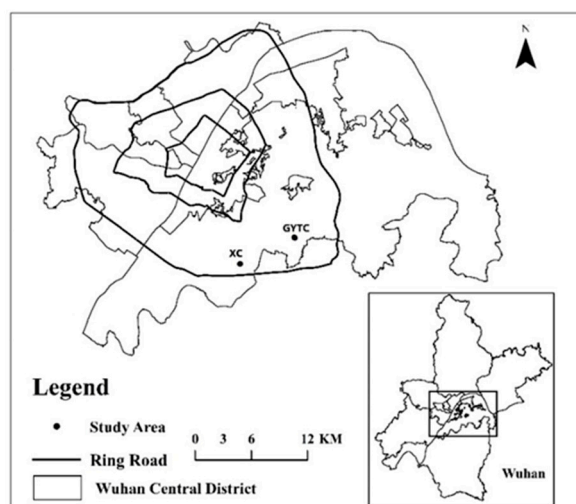 N
GYTC
XC
Legend
Study Area
Ring Road
Wuhan Central District
0 3 6 12 KM
Wuhan